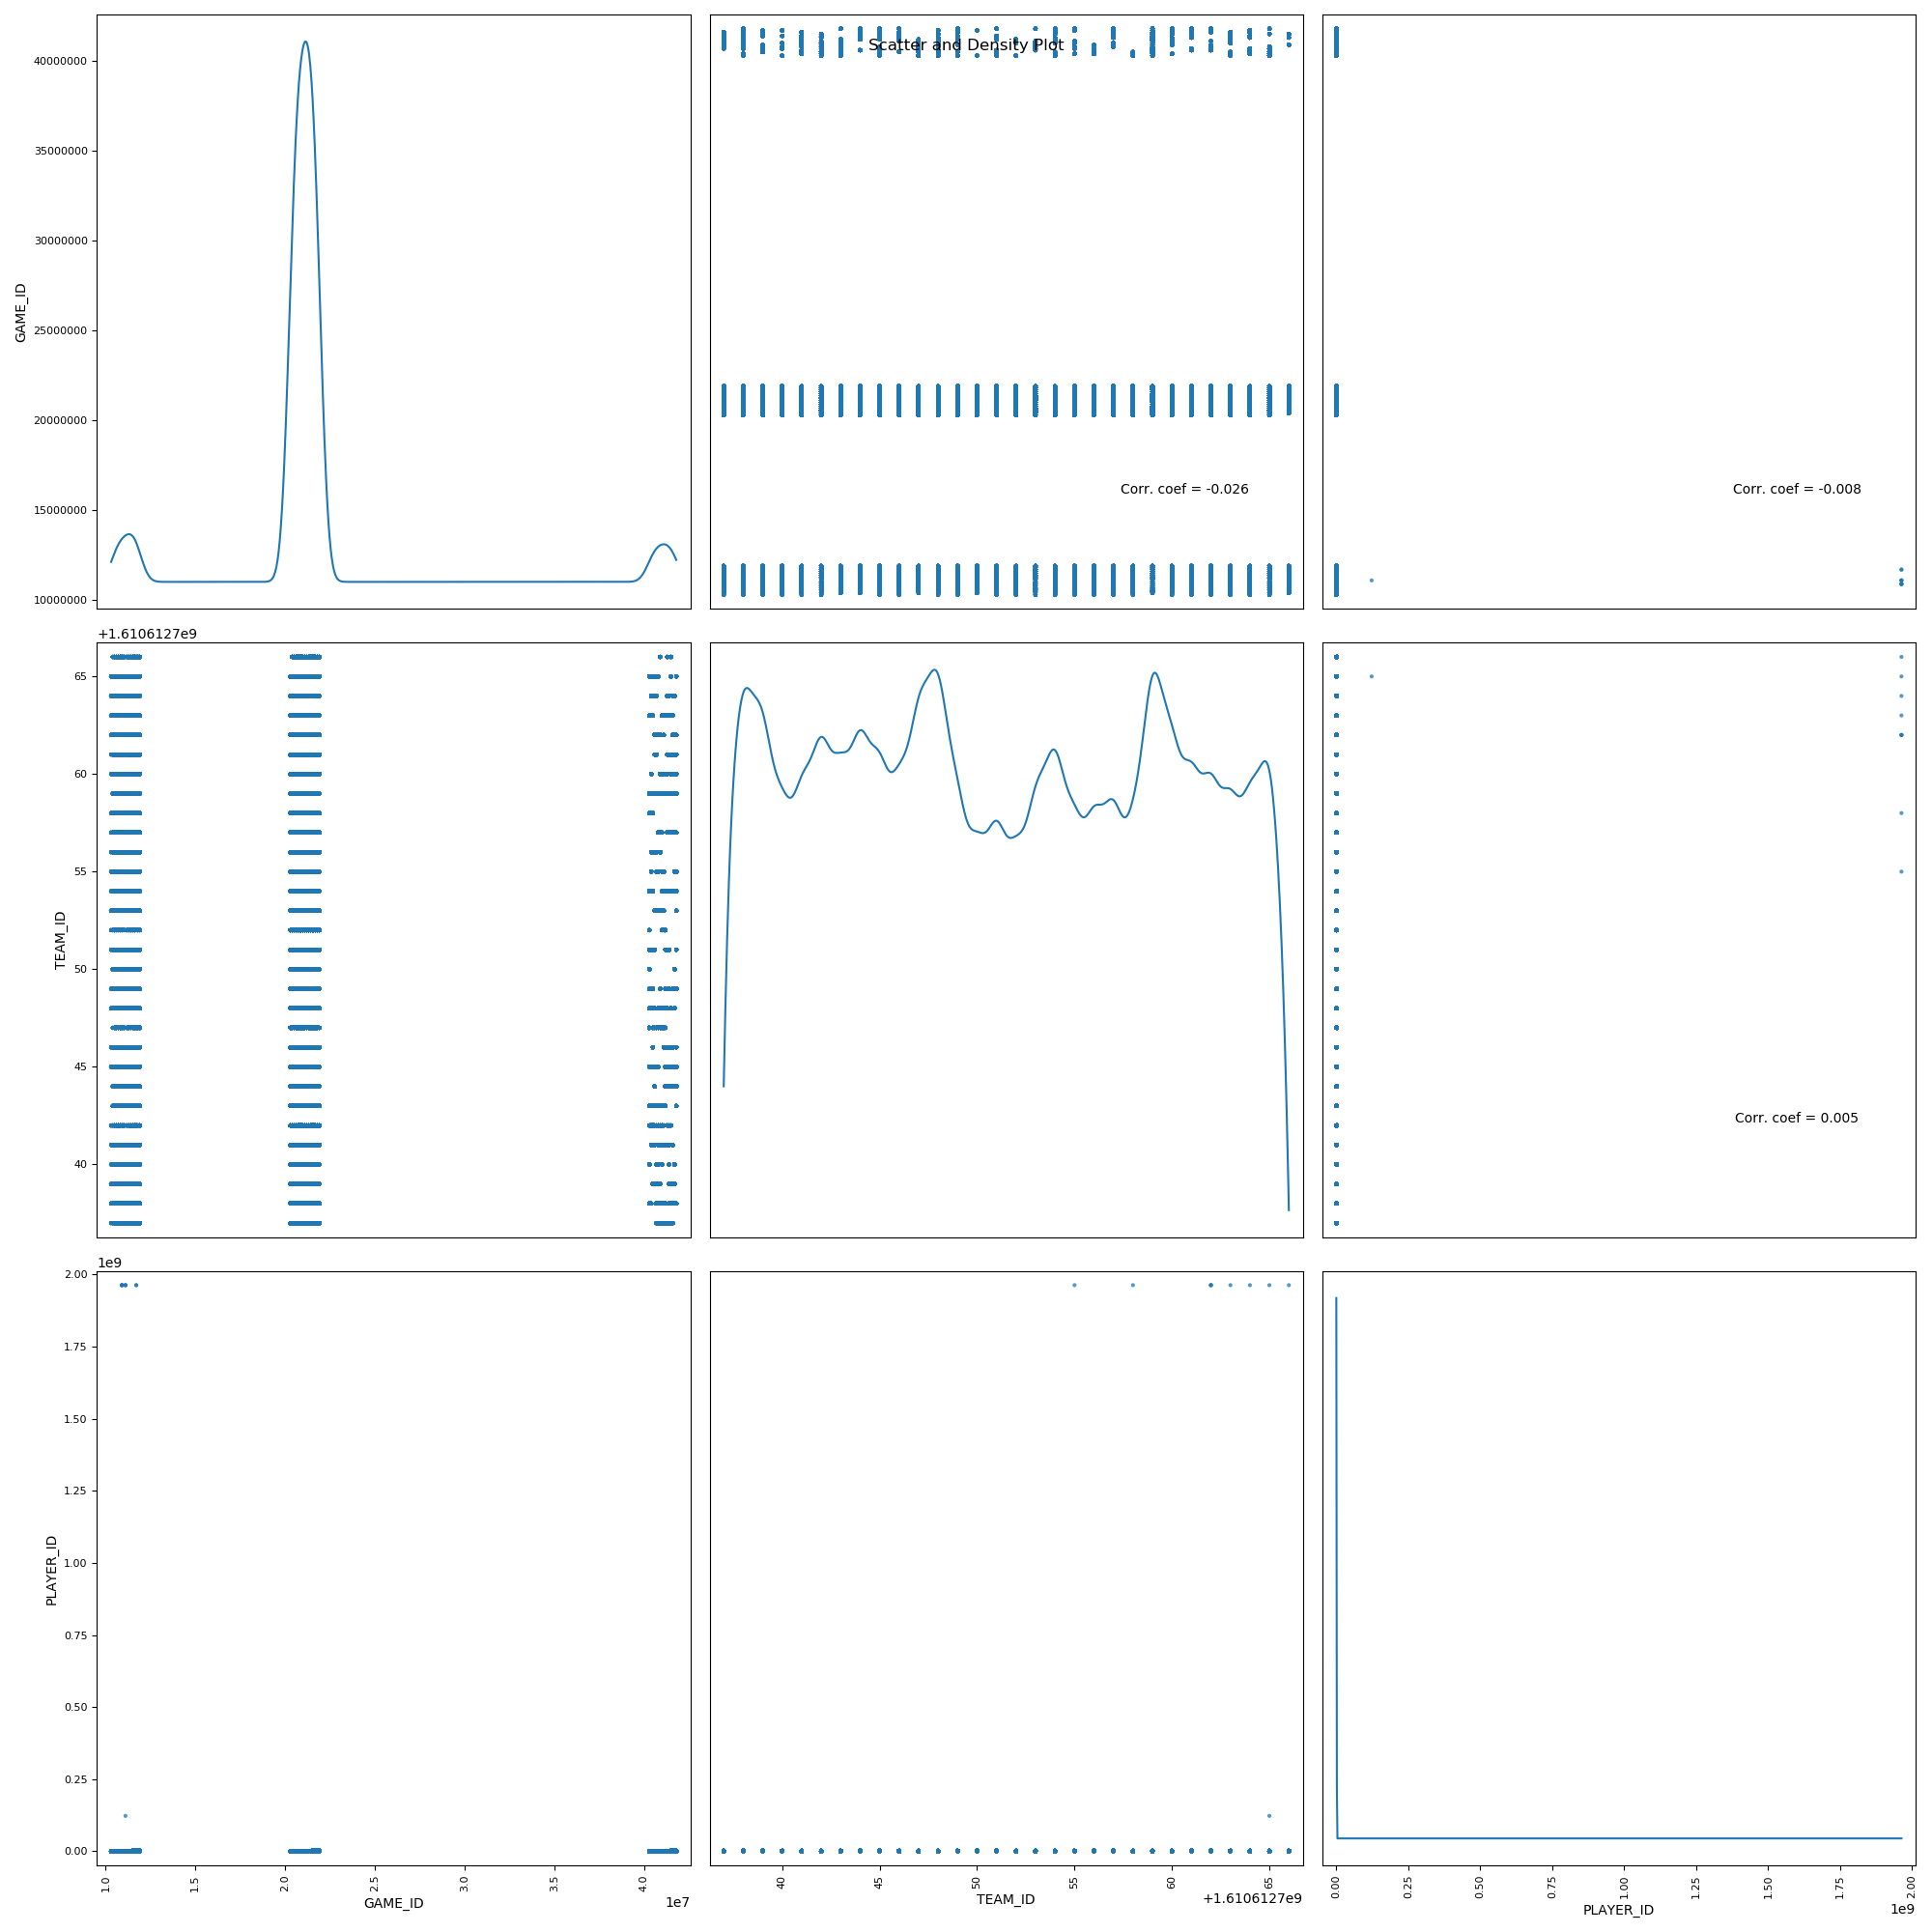 Scatter and Density Plot
40000000
35000000
30000000
25000000
20000000
15000000
10000000
GAME_ID
Corr. coef = -0.026
Corr. coef = -0.008
+1.6106127e9
65
60
55
50
45
40
TEAM_ID
Corr. coef = 0.005
1e9
2.00
1.75
1.50
1.25
1.00
0.75
0.50
0.25
0.00
PLAYER_ID
1.0 1.5 2.0 2.5 3.0 3.5 4.0
GAME_ID
1e7
40 45 50 55 60 65
TEAM_ID
+1.6106127e9
0.00 0.25 0.50 0.75 1.00 1.25 1.50 1.75 2.00
PLAYER_ID
1e9